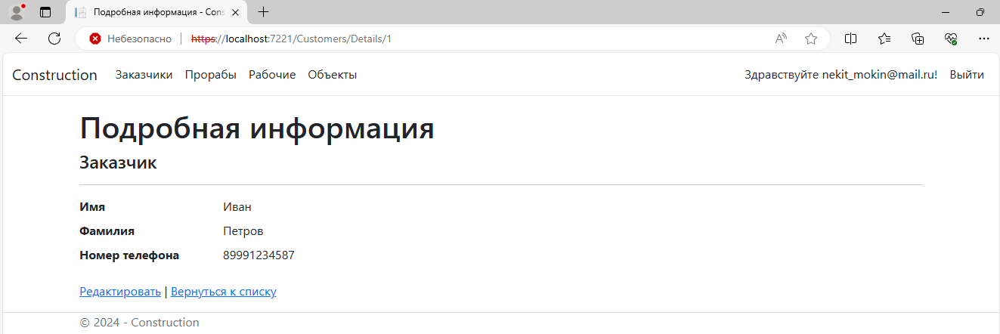 Подробная информация - Cons
Небезопасно https://localhost:7221/Customers/Details/1
Construction Заказчики Прорабы Рабочие Объекты Здравствуйте nekit_mokin@mail.ru! Выйти
Подробная информация
Заказчик
Имя Иван
Фамилия Петров
Номер телефона 89991234587
Редактировать | Вернуться к списку
© 2024 - Construction